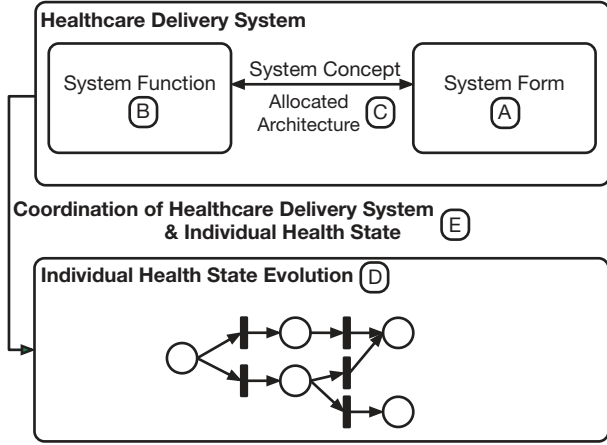 Healthcare Delivery System
System Function
B
System Concept
Allocated
Architecture
C
System Form
A
Coordination of Healthcare Delivery System
& Individual Health State
E
Individual Health State Evolution
D